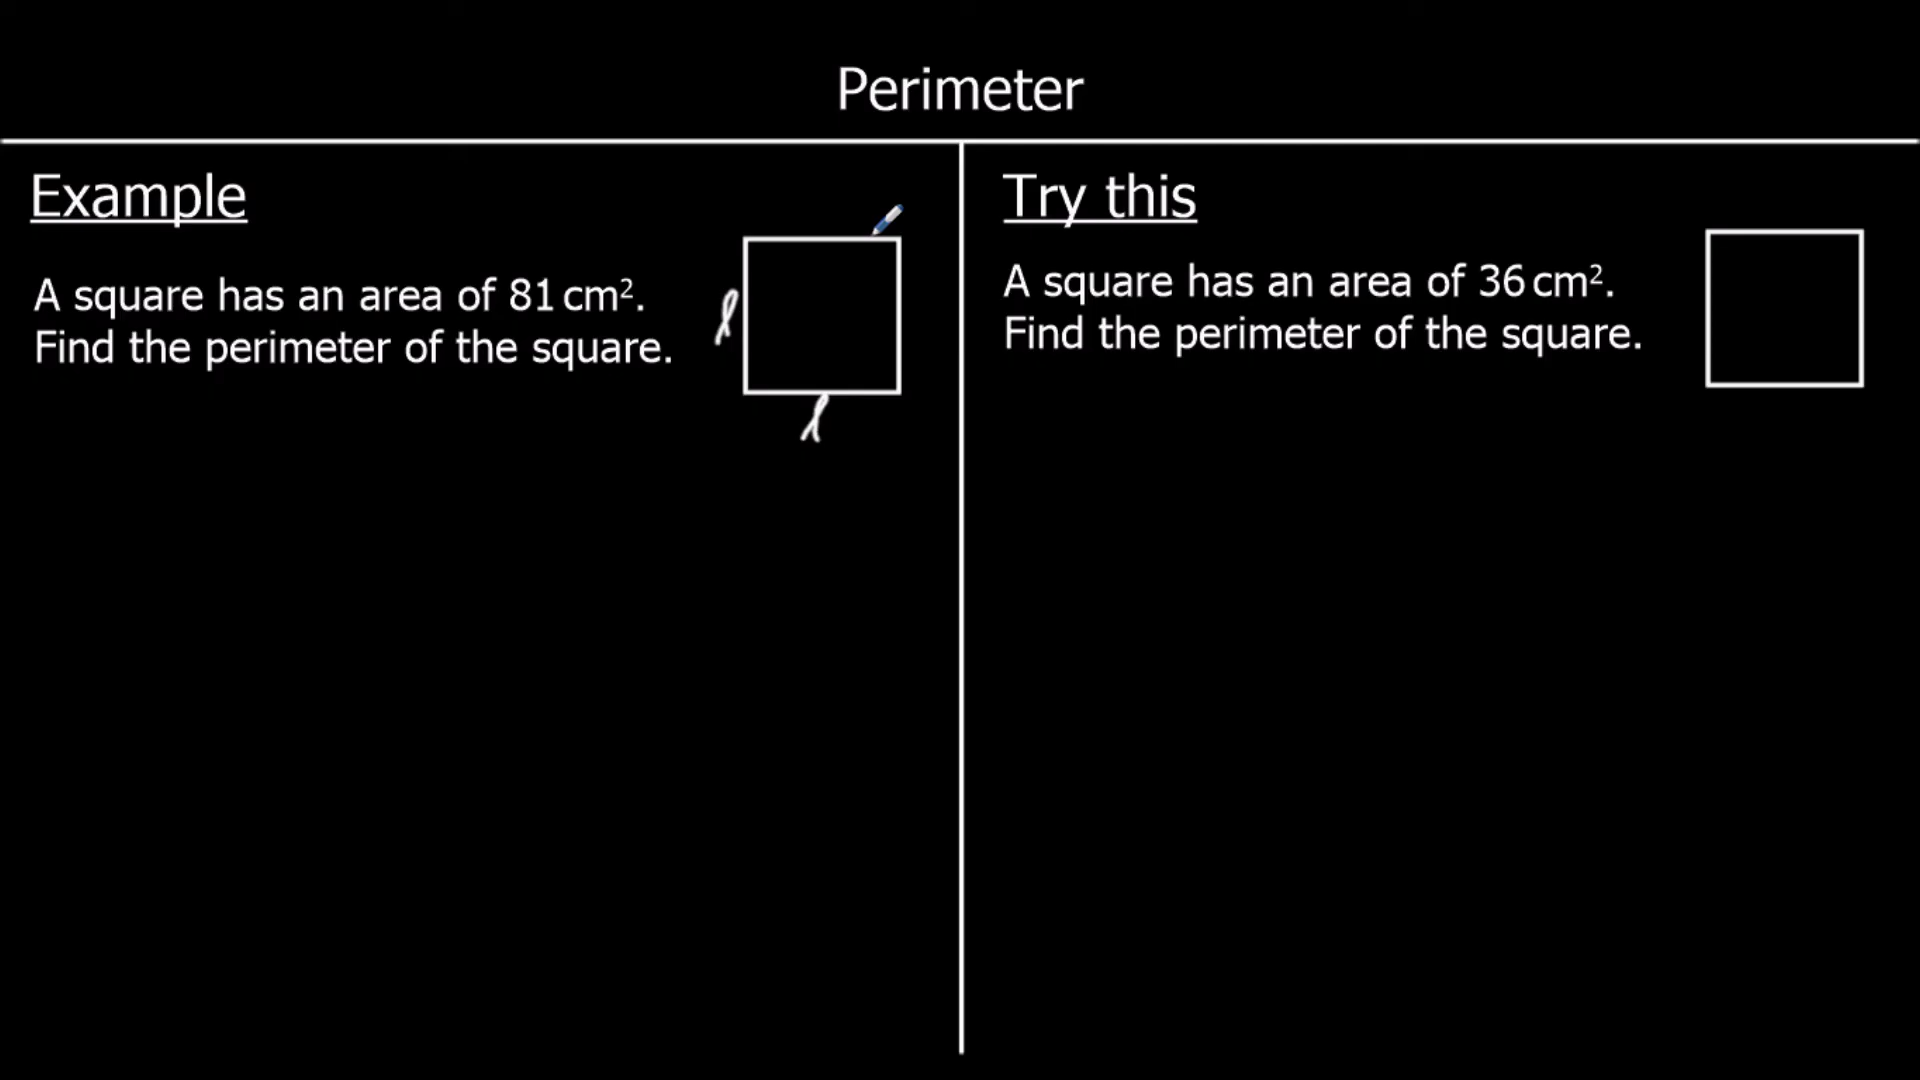 Perimeter
Example
A square has an area of 81 cm².
Find the perimeter of the square.
l
l
Try this
A square has an area of 36 cm².
Find the perimeter of the square.